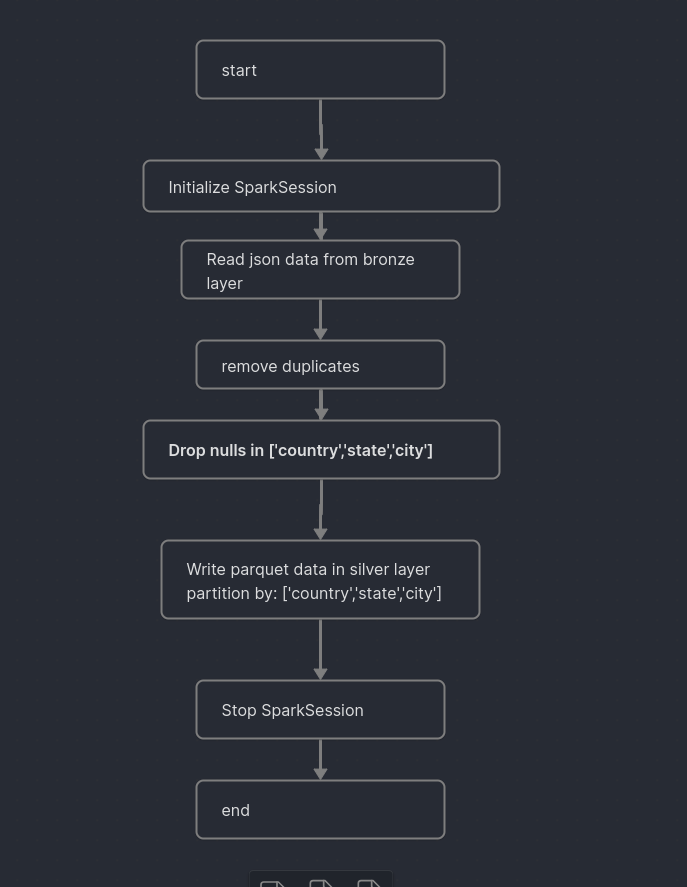 start
Initialize SparkSession
Read json data from bronze
layer
remove duplicates
Drop nulls in ['country','state','city']
Write parquet data in silver layer
partition by: ['country','state','city']
Stop SparkSession
end